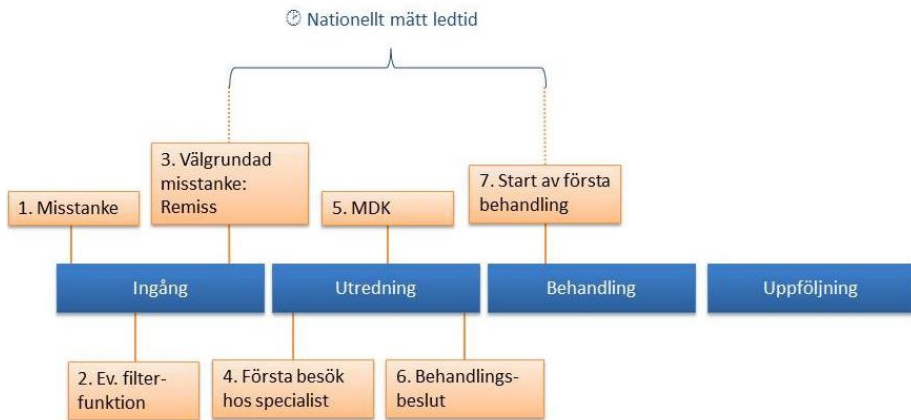 Nationellt mätt ledtid
3. Välgrundad
misstanke:
Remiss
7. Start av första
behandling
1. Misstanke
5. MDK
Ingång
Utredning
Behandling
Uppföljning
2. Ev. filter-
funktion
4. Första besök
hos specialist
6. Behandlings-
beslut